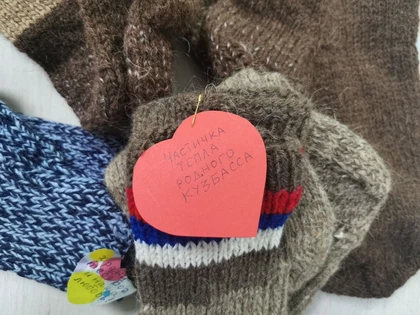 Частичка
тепла
родного
Кузбасса